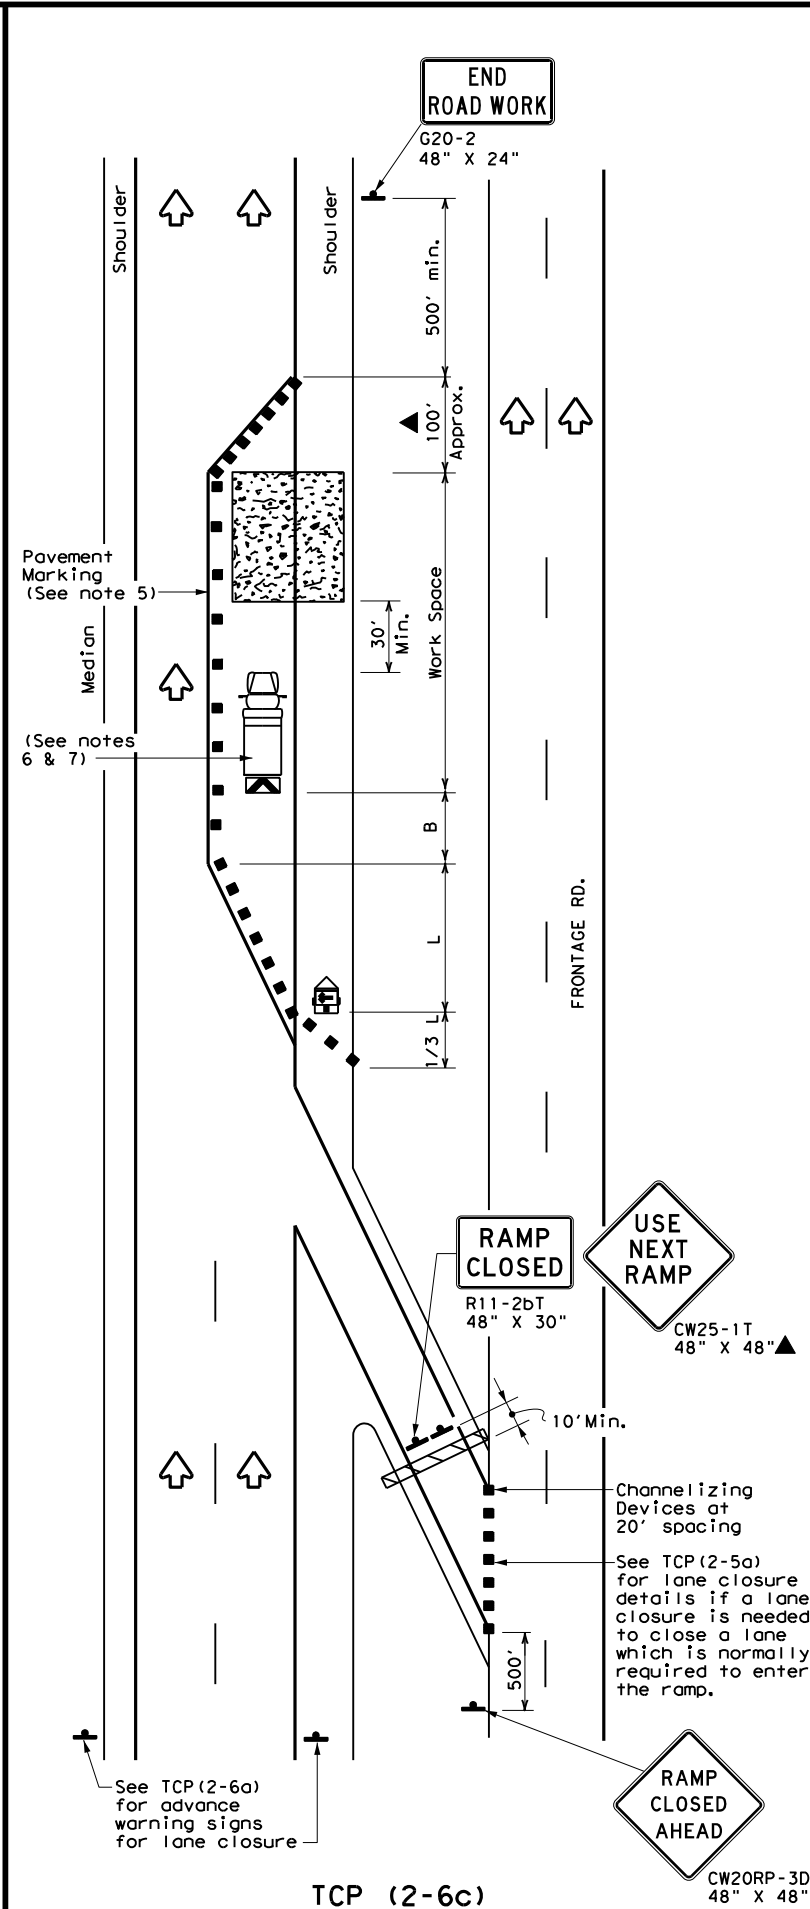 END
ROAD WORK
G20-2
48" X 24"
Shoulder
Shoulder
500' min.
100'
Approx.
Pavement
Marking
(See note 5)
Work Space
30'
Min.
Median
(See notes
6 & 7)
B
L
FRONTAGE RD.
1/3 L
RAMP
CLOSED
R11-2bT
48" X 30"
USE
NEXT
RAMP
CW25-1T
48" X 48"
10'Min.
Channelizing
Devices at
20' spacing
See TCP(2-5a)
for lane closure
details if a lane
closure is needed
to close a lane
which is normally
required to enter
the ramp.
500'
See TCP(2-6a)
for advance
warning signs
for lane closure
RAMP
CLOSED
AHEAD
CW20RP-3D
48" X 48"
TCP (2-6c)